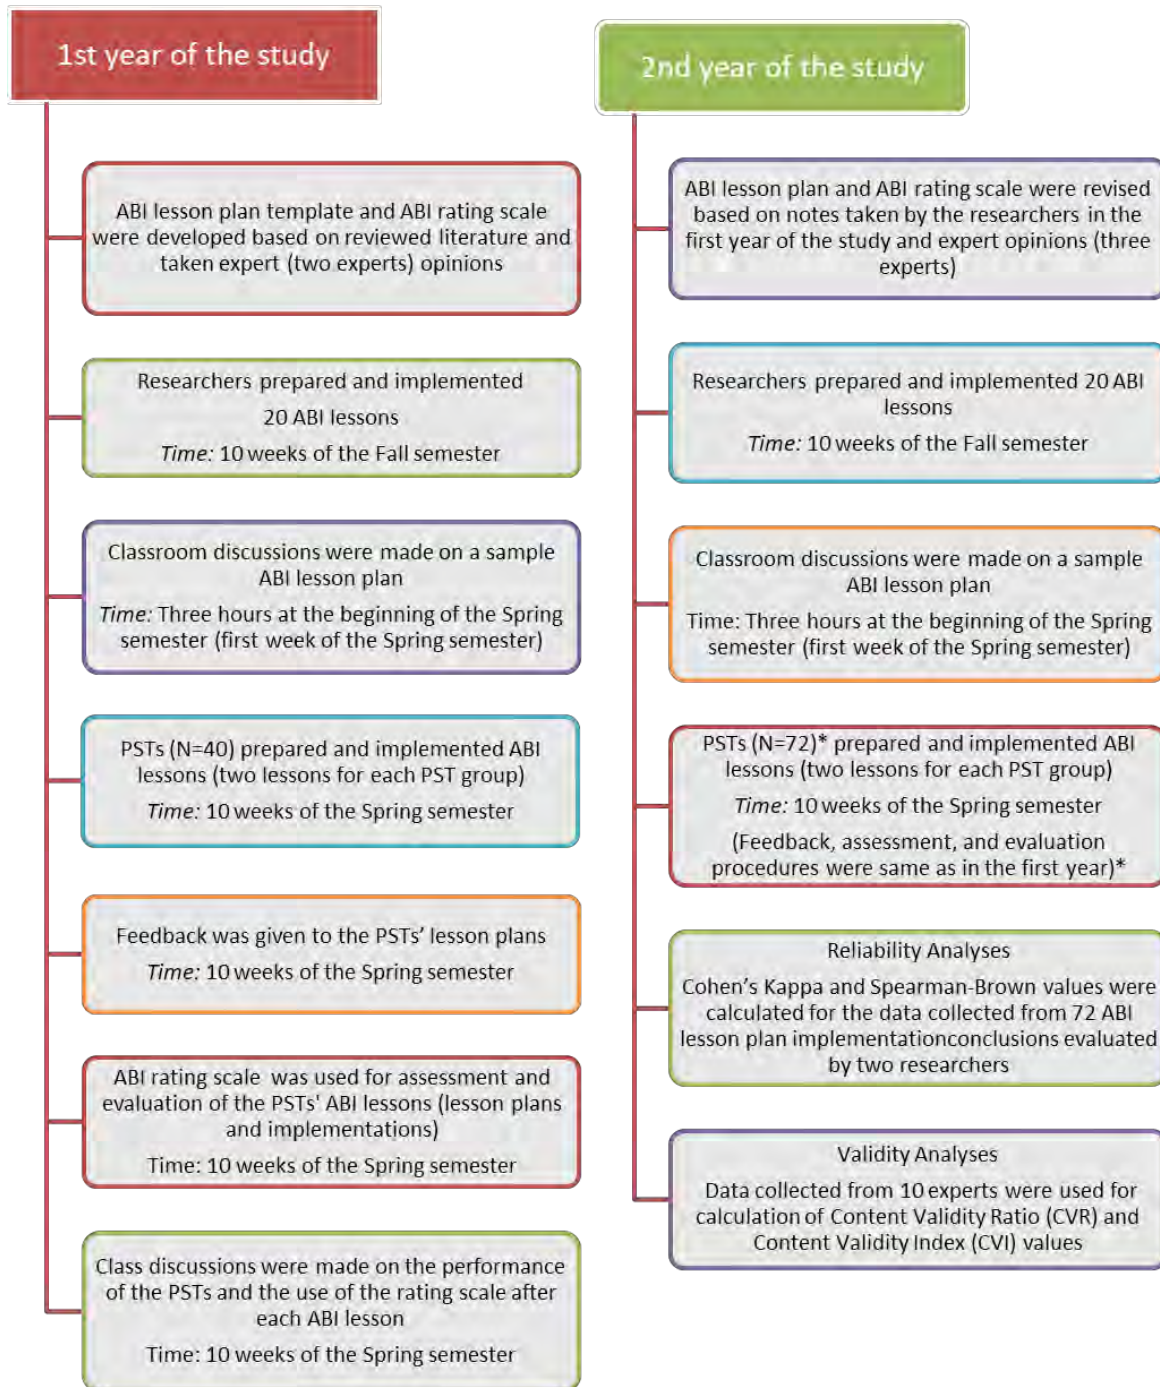 1st year of the study
ABI lesson plan template and ABI rating scale
were developed based on reviewed literature and
taken expert (two experts) opinions
Researchers prepared and implemented
20 ABI lessons
Time: 10 weeks of the Fall semester
Classroom discussions were made on a sample
ABI lesson plan
Time: Three hours at the beginning of the Spring
semester (first week of the Spring semester)
PSTs (N=40) prepared and implemented ABI
lessons (two lessons for each PST group)
Time: 10 weeks of the Spring semester
Feedback was given to the PSTs’ lesson plans
Time: 10 weeks of the Spring semester
ABI rating scale was used for assessment and
evaluation of the PSTs' ABI lessons (lesson plans
and implementations)
Time: 10 weeks of the Spring semester
Class discussions were made on the performance
of the PSTs and the use of the rating scale after
each ABI lesson
Time: 10 weeks of the Spring semester
2nd year of the study
ABI lesson plan and ABI rating scale were revised
based on notes taken by the researchers in the
first year of the study and expert opinions (three
experts)
Researchers prepared and implemented 20 ABI
lessons
Time: 10 weeks of the Fall semester
Classroom discussions were made on a sample
ABI lesson plan
Time: Three hours at the beginning of the Spring
semester (first week of the Spring semester)
PSTs (N=72)* prepared and implemented ABI
lessons (two lessons for each PST group)
Time: 10 weeks of the Spring semester
(Feedback, assessment, and evaluation
procedures were same as in the first year)*
Reliability Analyses
Cohen’s Kappa and Spearman-Brown values were
calculated for the data collected from 72 ABI
lesson plan implementationconclusions evaluated
by two researchers
Validity Analyses
Data collected from 10 experts were used for
calculation of Content Validity Ratio (CVR) and
Content Validity Index (CVI) values